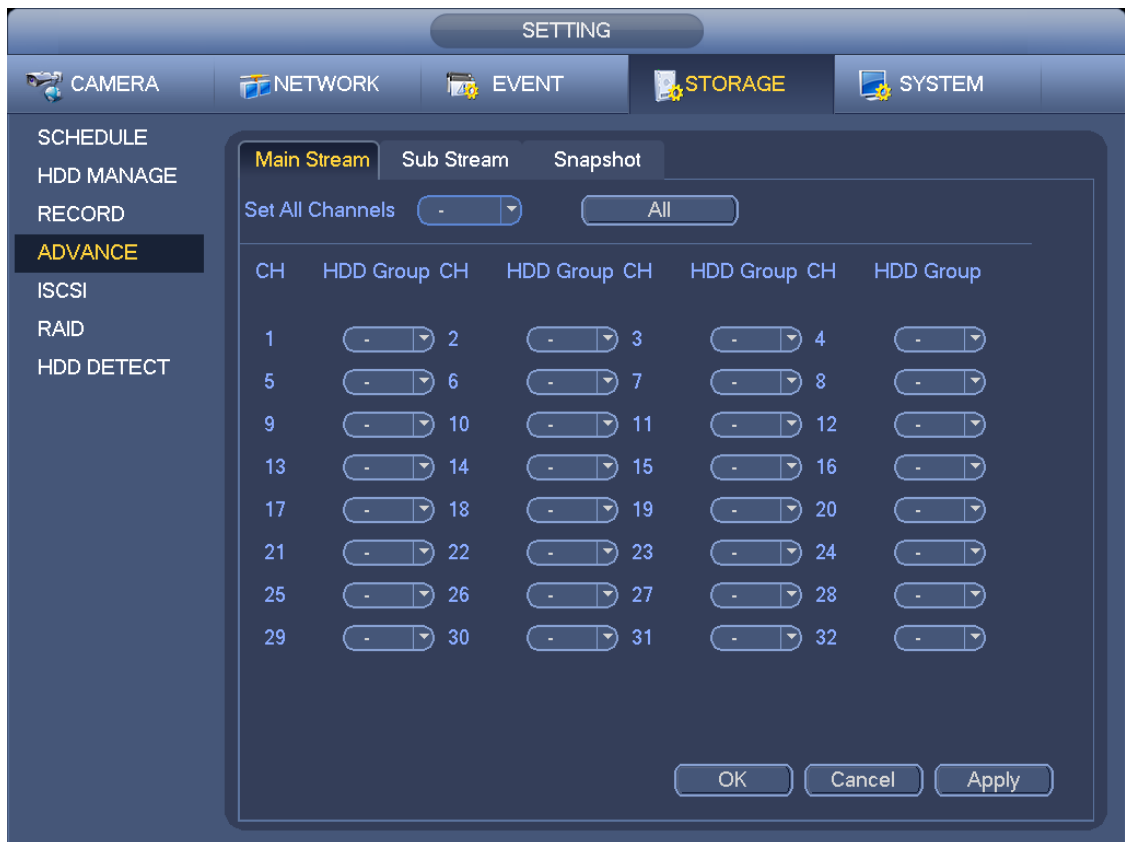 SETTING
CAMERA NETWORK EVENT STORAGE SYSTEM
SCHEDULE
HDD MANAGE
RECORD
ADVANCE
ISCSI
RAID
HDD DETECT
Main Stream Sub Stream Snapshot
Set All Channels - All
CH HDD Group CH HDD Group CH HDD Group CH HDD Group
1 - 2 - 3 - 4 -
5 - 6 - 7 - 8 -
9 - 10 - 11 - 12 -
13 - 14 - 15 - 16 -
17 - 18 - 19 - 20 -
21 - 22 - 23 - 24 -
25 - 26 - 27 - 28 -
29 - 30 - 31 - 32 -
OK Cancel Apply